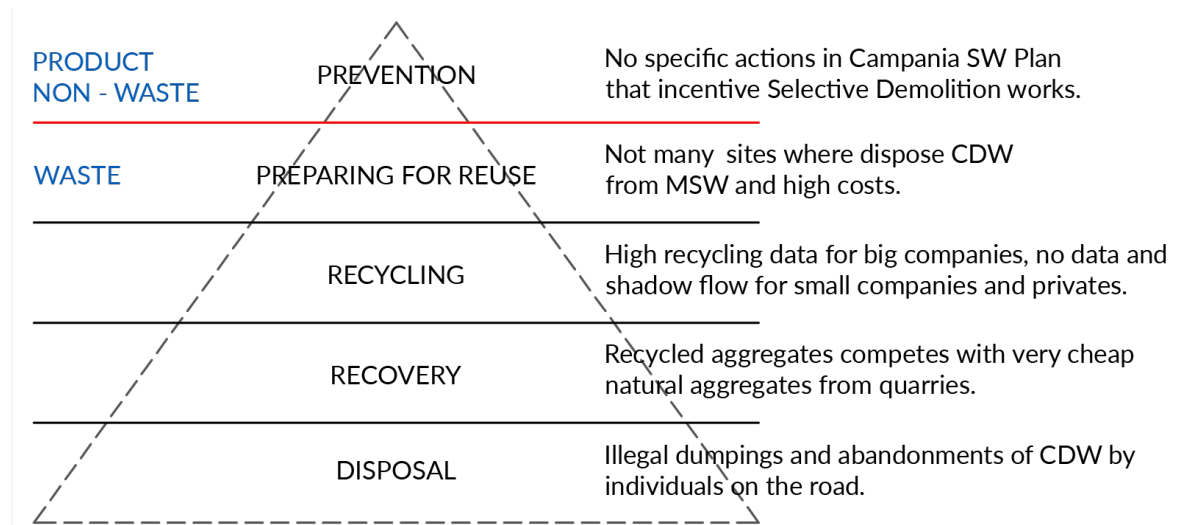 PRODUCT
NON - WASTE
PREVENTION
No specific actions in Campania SW Plan
that incentive Selective Demolition works.
WASTE
PREPARING FOR REUSE
Not many  sites where dispose CDW
from MSW and high costs.
RECYCLING
High recycling data for big companies, no data and
shadow flow for small companies and privates.
RECOVERY
Recycled aggregates competes with very cheap
natural aggregates from quarries.
DISPOSAL
Illegal dumpings and abandonments of CDW by
individuals on the road.